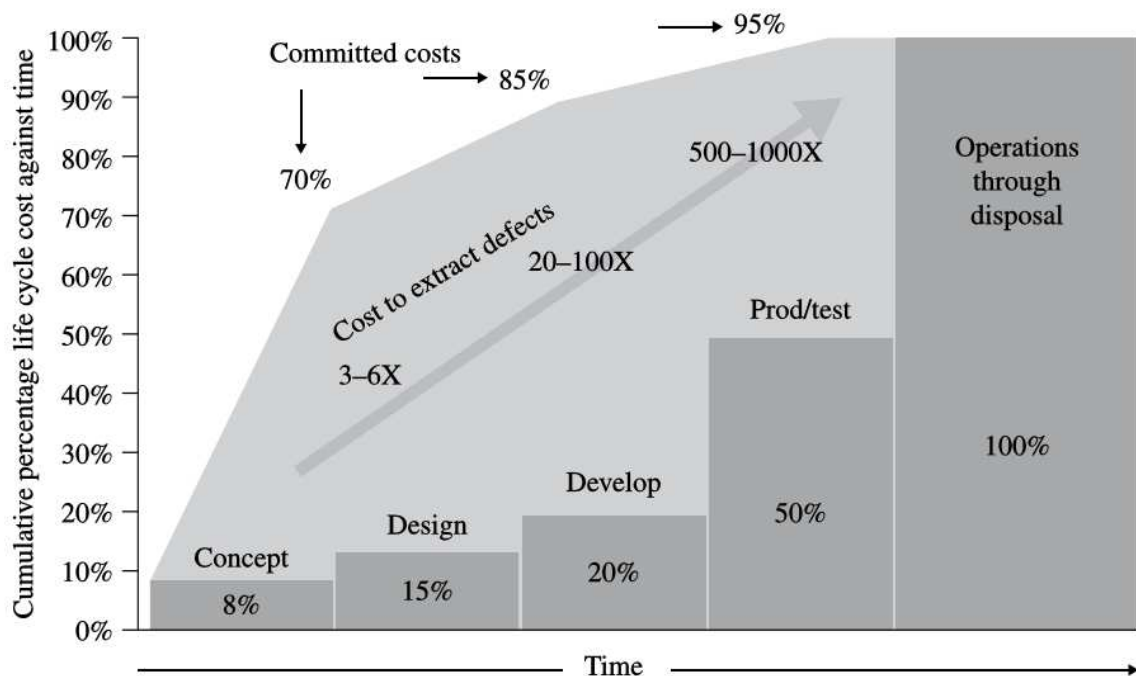 Cumulative percentage life cycle cost against time
100%
90%
80%
70%
60%
50%
40%
30%
20%
10%
0%
Committed costs
70%
85%
95%
Cost to extract defects
3–6X
20–100X
500–1000X
Concept
8%
Design
15%
Develop
20%
Prod/test
50%
Operations
through
disposal
100%
Time